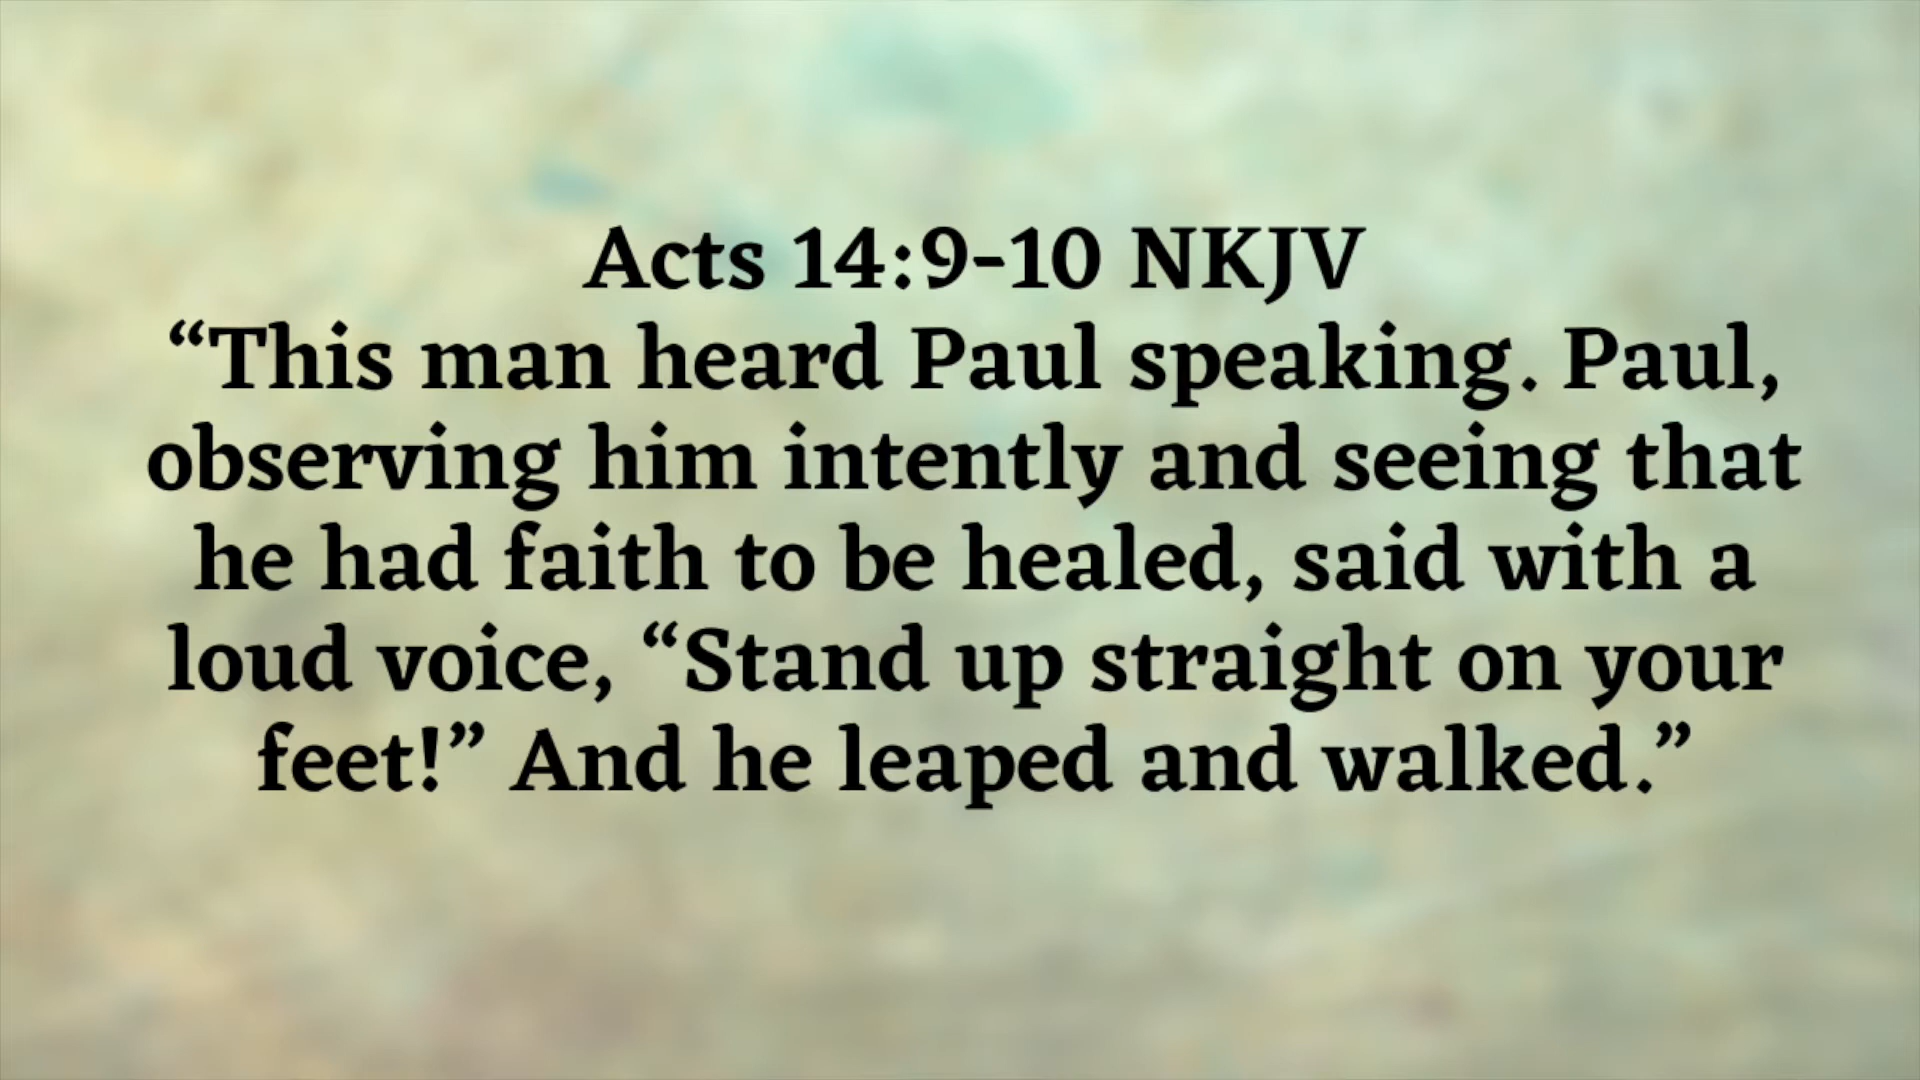 Acts 14:9-10 NKJV
“This man heard Paul speaking. Paul,
observing him intently and seeing that
he had faith to be healed, said with a
loud voice, “Stand up straight on your
feet!” And he leaped and walked.”